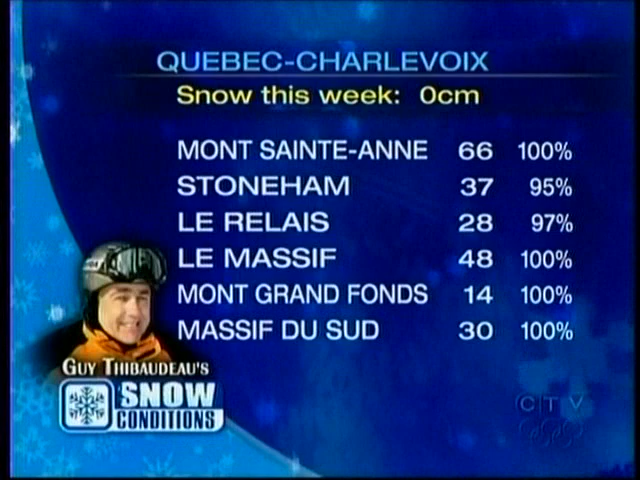 QUEBEC-CHARLEVOIX
Snow this week: 0cm
MONT SAINTE-ANNE 66 100%
STONEHAM 37 95%
LE RELAIS 28 97%
LE MASSIF 48 100%
MONT GRAND FONDS 14 100%
MASSIF DU SUD 30 100%
GUY THIBAUDEAU'S
SNOW
CONDITIONS
CTV